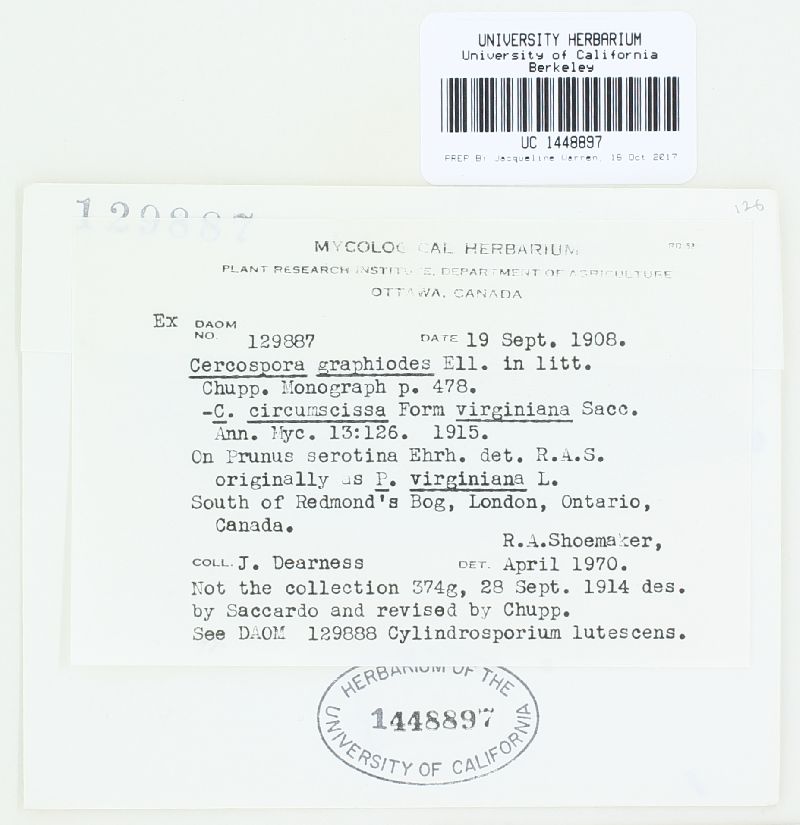 UNIVERSITY HERBARIUM
University of California
Berkeley
UC 1448897
PREP BY Jacqueline Warren, 18 Oct 2017
129887
126
MYCOLOGICAL HERBARIUM
PLANT RESEARCH INSTITUTE, DEPARTMENT OF AGRICULTURE
OTTAWA, CANADA
Ex DAOM NO. 129887 DATE 19 Sept. 1908.
Cercospora graphiodes Ell. in litt.
Chupp. Monograph p. 478.
-C. circumscissa Form virginiana Sacc.
Ann. Myc. 13:126. 1915.
On Prunus serotina Ehrh. det. R.A.S.
originally as P. virginiana L.
South of Redmond's Bog, London, Ontario,
Canada.
R.A.Shoemaker,
COLL. J. Dearness DET. April 1970.
Not the collection 374g, 28 Sept. 1914 des.
by Saccardo and revised by Chupp.
See DAOM 129888 Cylindrosporium lutescens.
HERBARIUM OF THE
1448897
UNIVERSITY OF CALIFORNIA